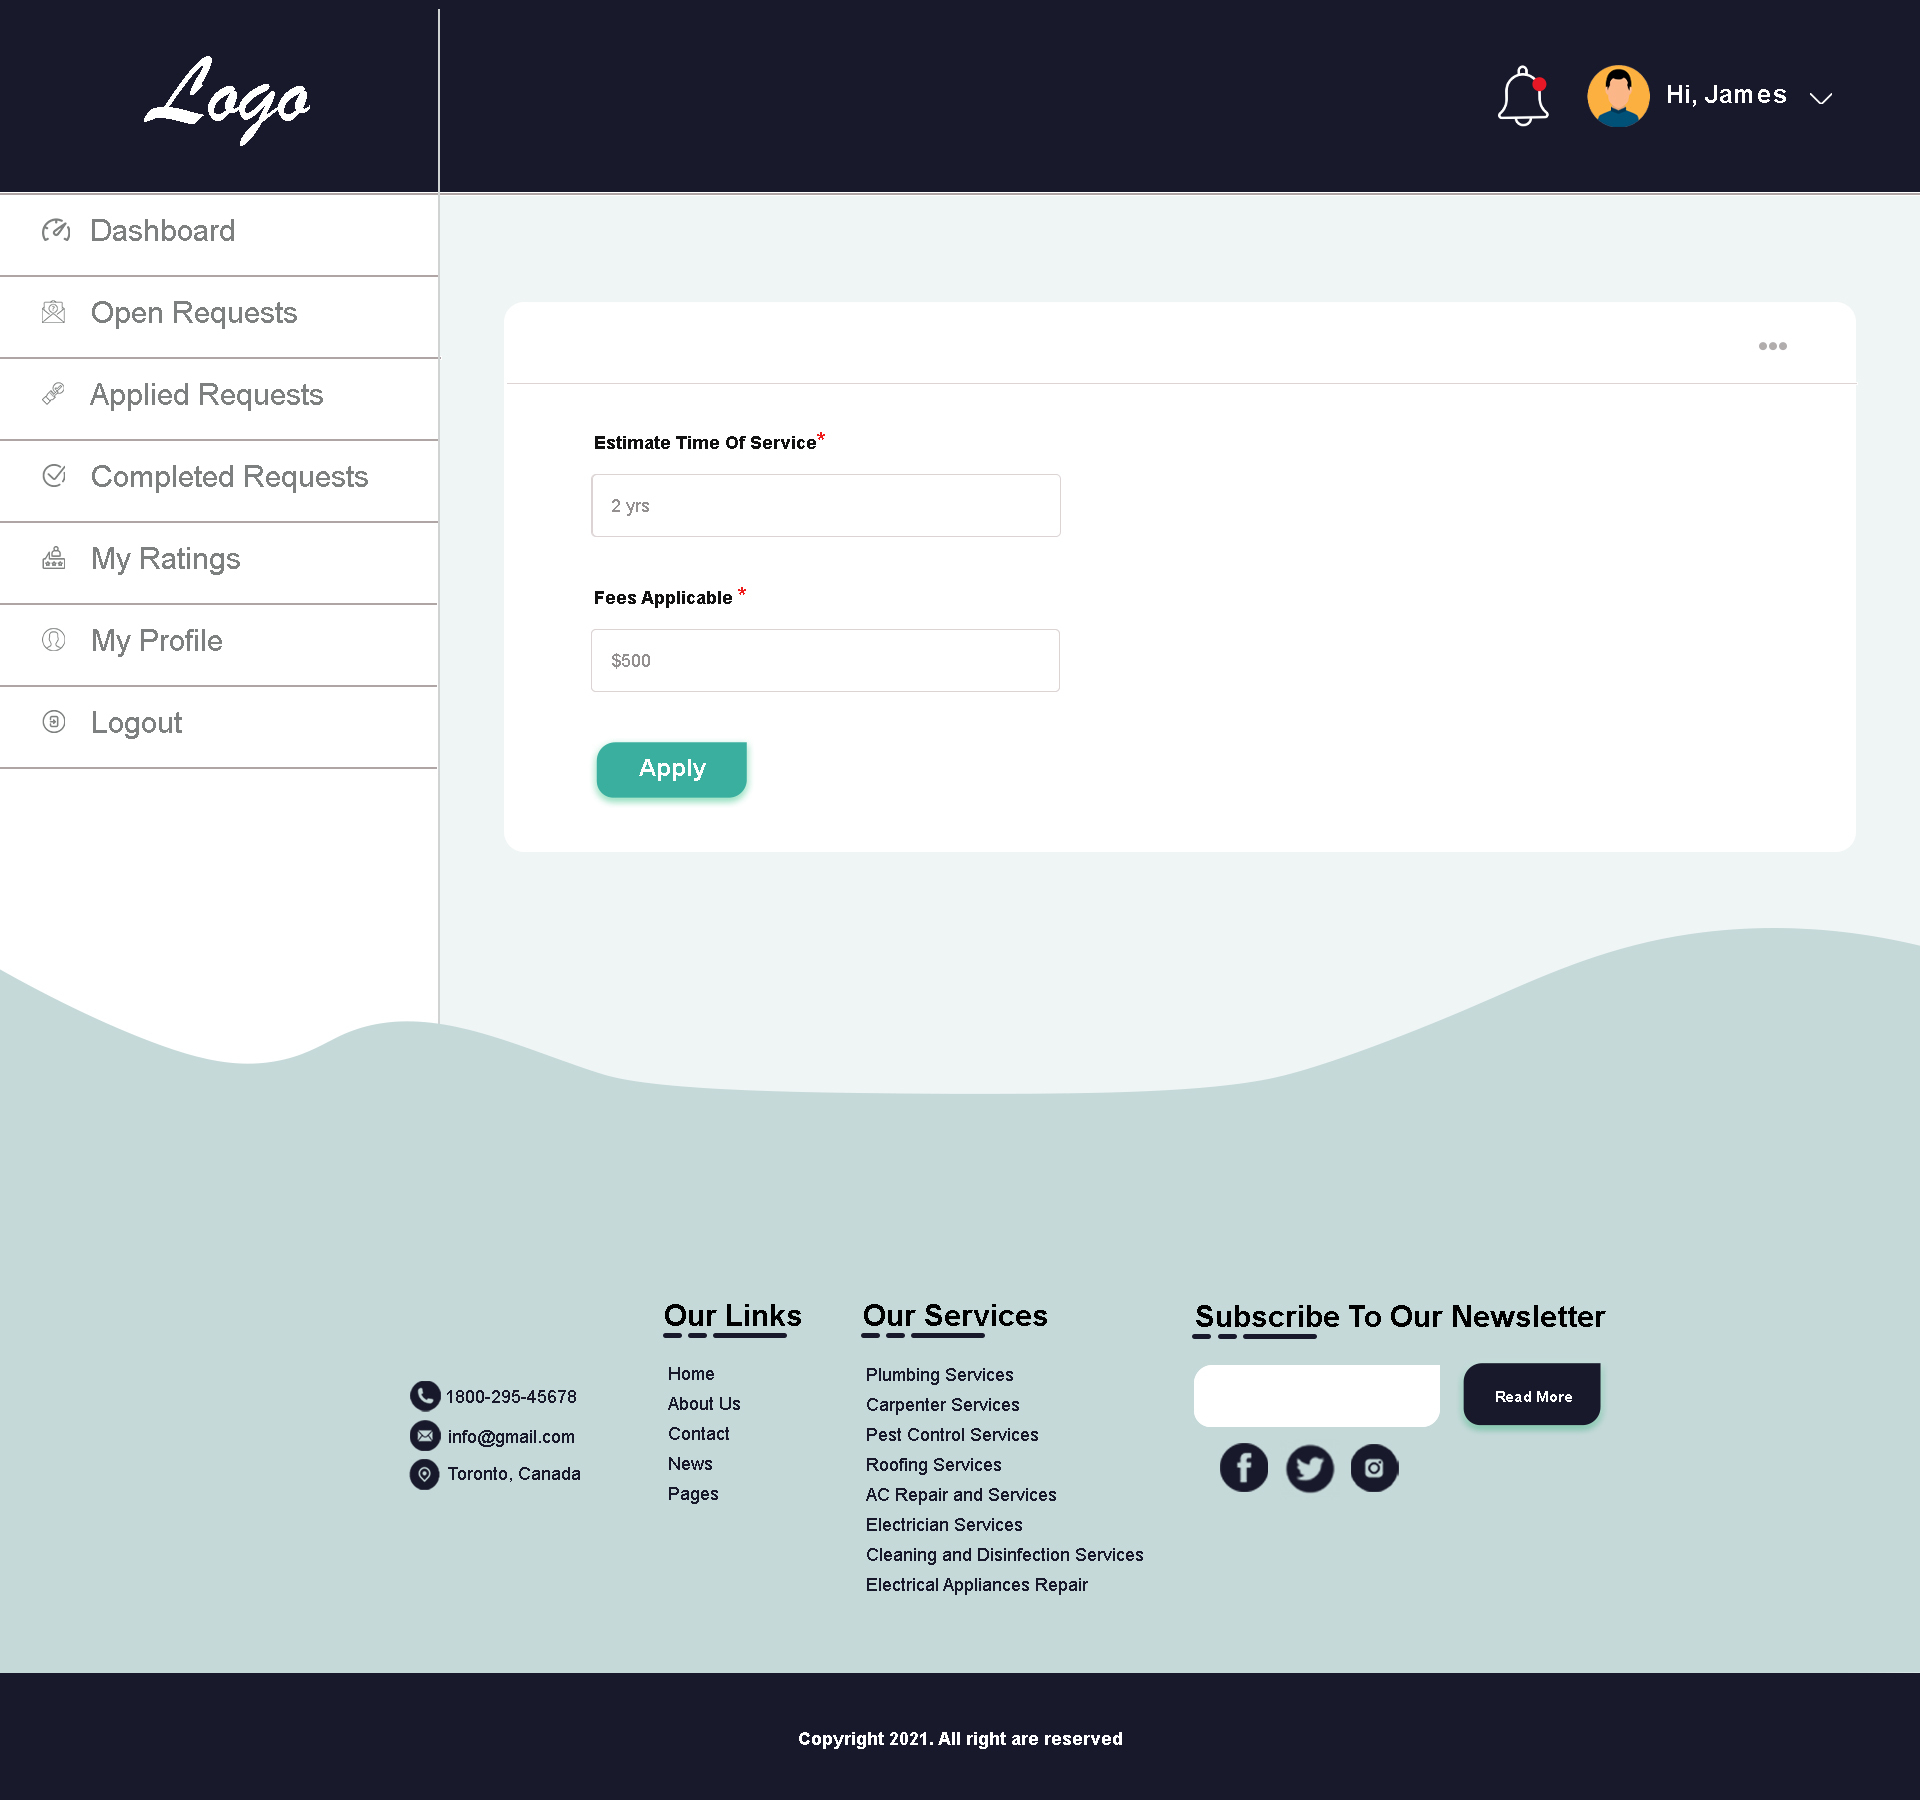 Logo
Hi, James
Dashboard
Open Requests
Applied Requests
Completed Requests
My Ratings
My Profile
Logout
Estimate Time Of Service*
2 yrs
Fees Applicable *
$500
Apply
Our Links
Our Services
Subscribe To Our Newsletter
1800-295-45678
info@gmail.com
Toronto, Canada
Home
About Us
Contact
News
Pages
Plumbing Services
Carpenter Services
Pest Control Services
Roofing Services
AC Repair and Services
Electrician Services
Cleaning and Disinfection Services
Electrical Appliances Repair
Read More
Copyright 2021. All right are reserved